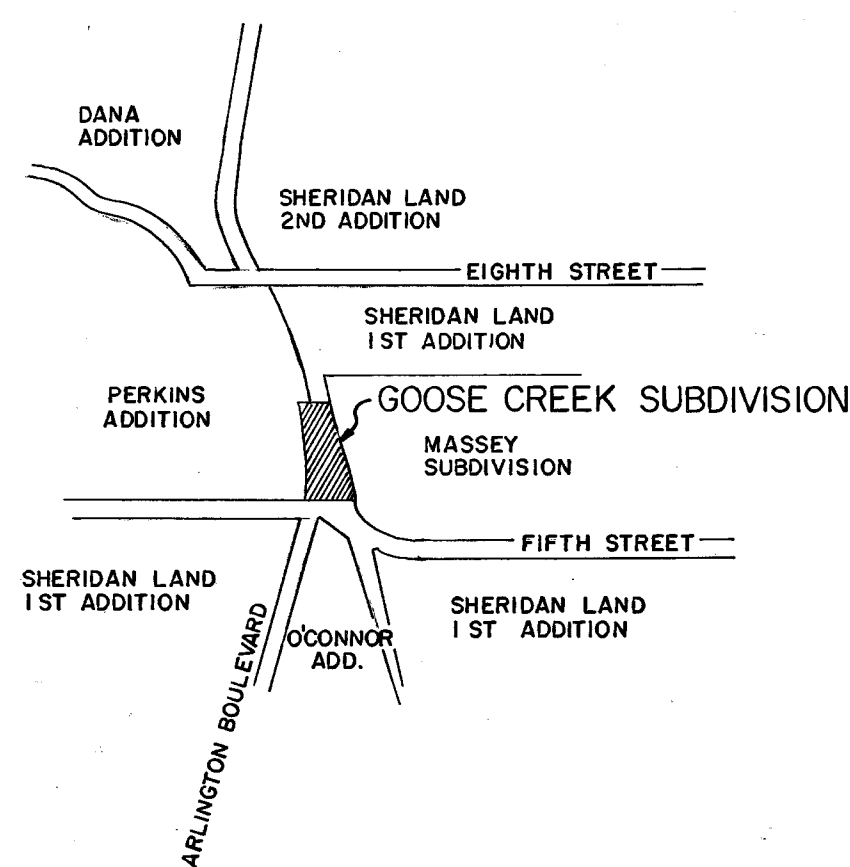 DANA
ADDITION
SHERIDAN LAND
2ND ADDITION
EIGHTH STREET
SHERIDAN LAND
1ST ADDITION
PERKINS
ADDITION
GOOSE CREEK SUBDIVISION
MASSEY
SUBDIVISION
FIFTH STREET
SHERIDAN LAND
1ST ADDITION
SHERIDAN LAND
1ST ADDITION
O'CONNOR
ADD.
ARLINGTON BOULEVARD